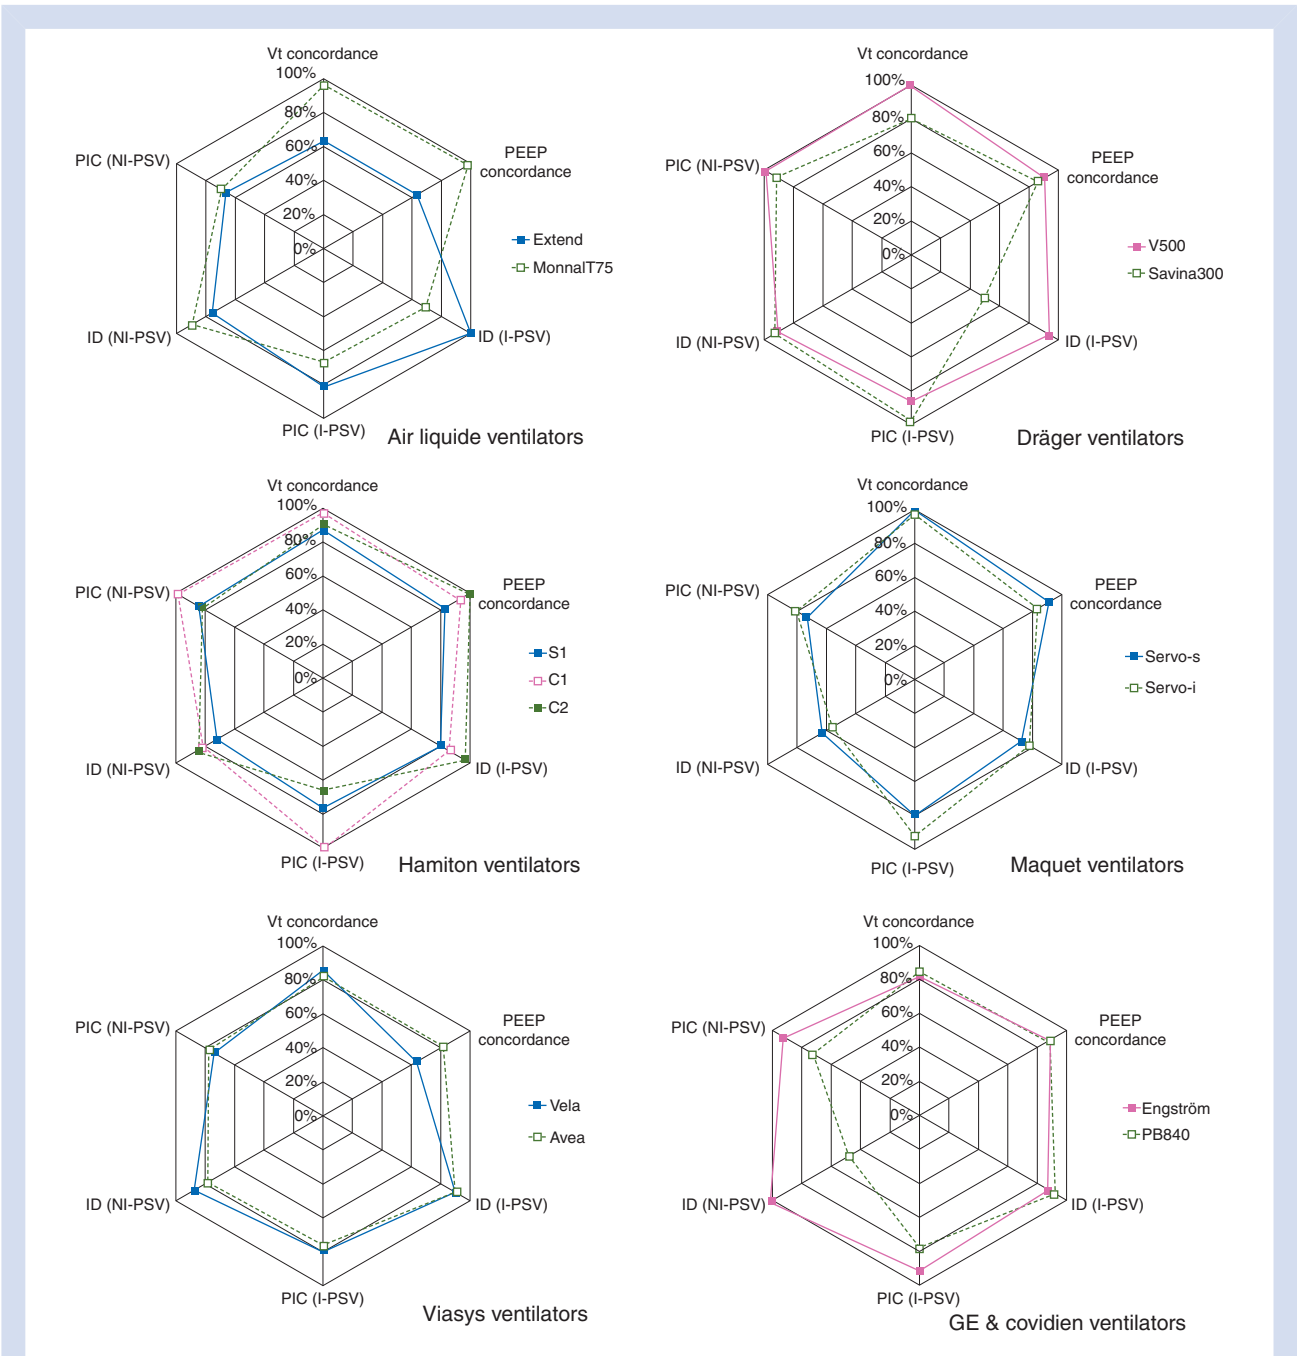 Vt concordance
100%
80%
60%
40%
20%
0%
PIC (NI-PSV)
PEEP
concordance
ID (NI-PSV)
ID (I-PSV)
PIC (I-PSV)
Extend
MonnalT75
Air liquide ventilators
Vt concordance
100%
80%
60%
40%
20%
0%
PIC (NI-PSV)
PEEP
concordance
ID (NI-PSV)
ID (I-PSV)
PIC (I-PSV)
V500
Savina300
Dräger ventilators
Vt concordance
100%
80%
60%
40%
20%
0%
PIC (NI-PSV)
PEEP
concordance
ID (NI-PSV)
ID (I-PSV)
PIC (I-PSV)
S1
C1
C2
Hamiton ventilators
Vt concordance
100%
80%
60%
40%
20%
0%
PIC (NI-PSV)
PEEP
concordance
ID (NI-PSV)
ID (I-PSV)
PIC (I-PSV)
Servo-s
Servo-i
Maquet ventilators
Vt concordance
100%
80%
60%
40%
20%
0%
PIC (NI-PSV)
PEEP
concordance
ID (NI-PSV)
ID (I-PSV)
PIC (I-PSV)
Vela
Avea
Viasys ventilators
Vt concordance
100%
80%
60%
40%
20%
0%
PIC (NI-PSV)
PEEP
concordance
ID (NI-PSV)
ID (I-PSV)
PIC (I-PSV)
Engström
PB840
GE & covidien ventilators